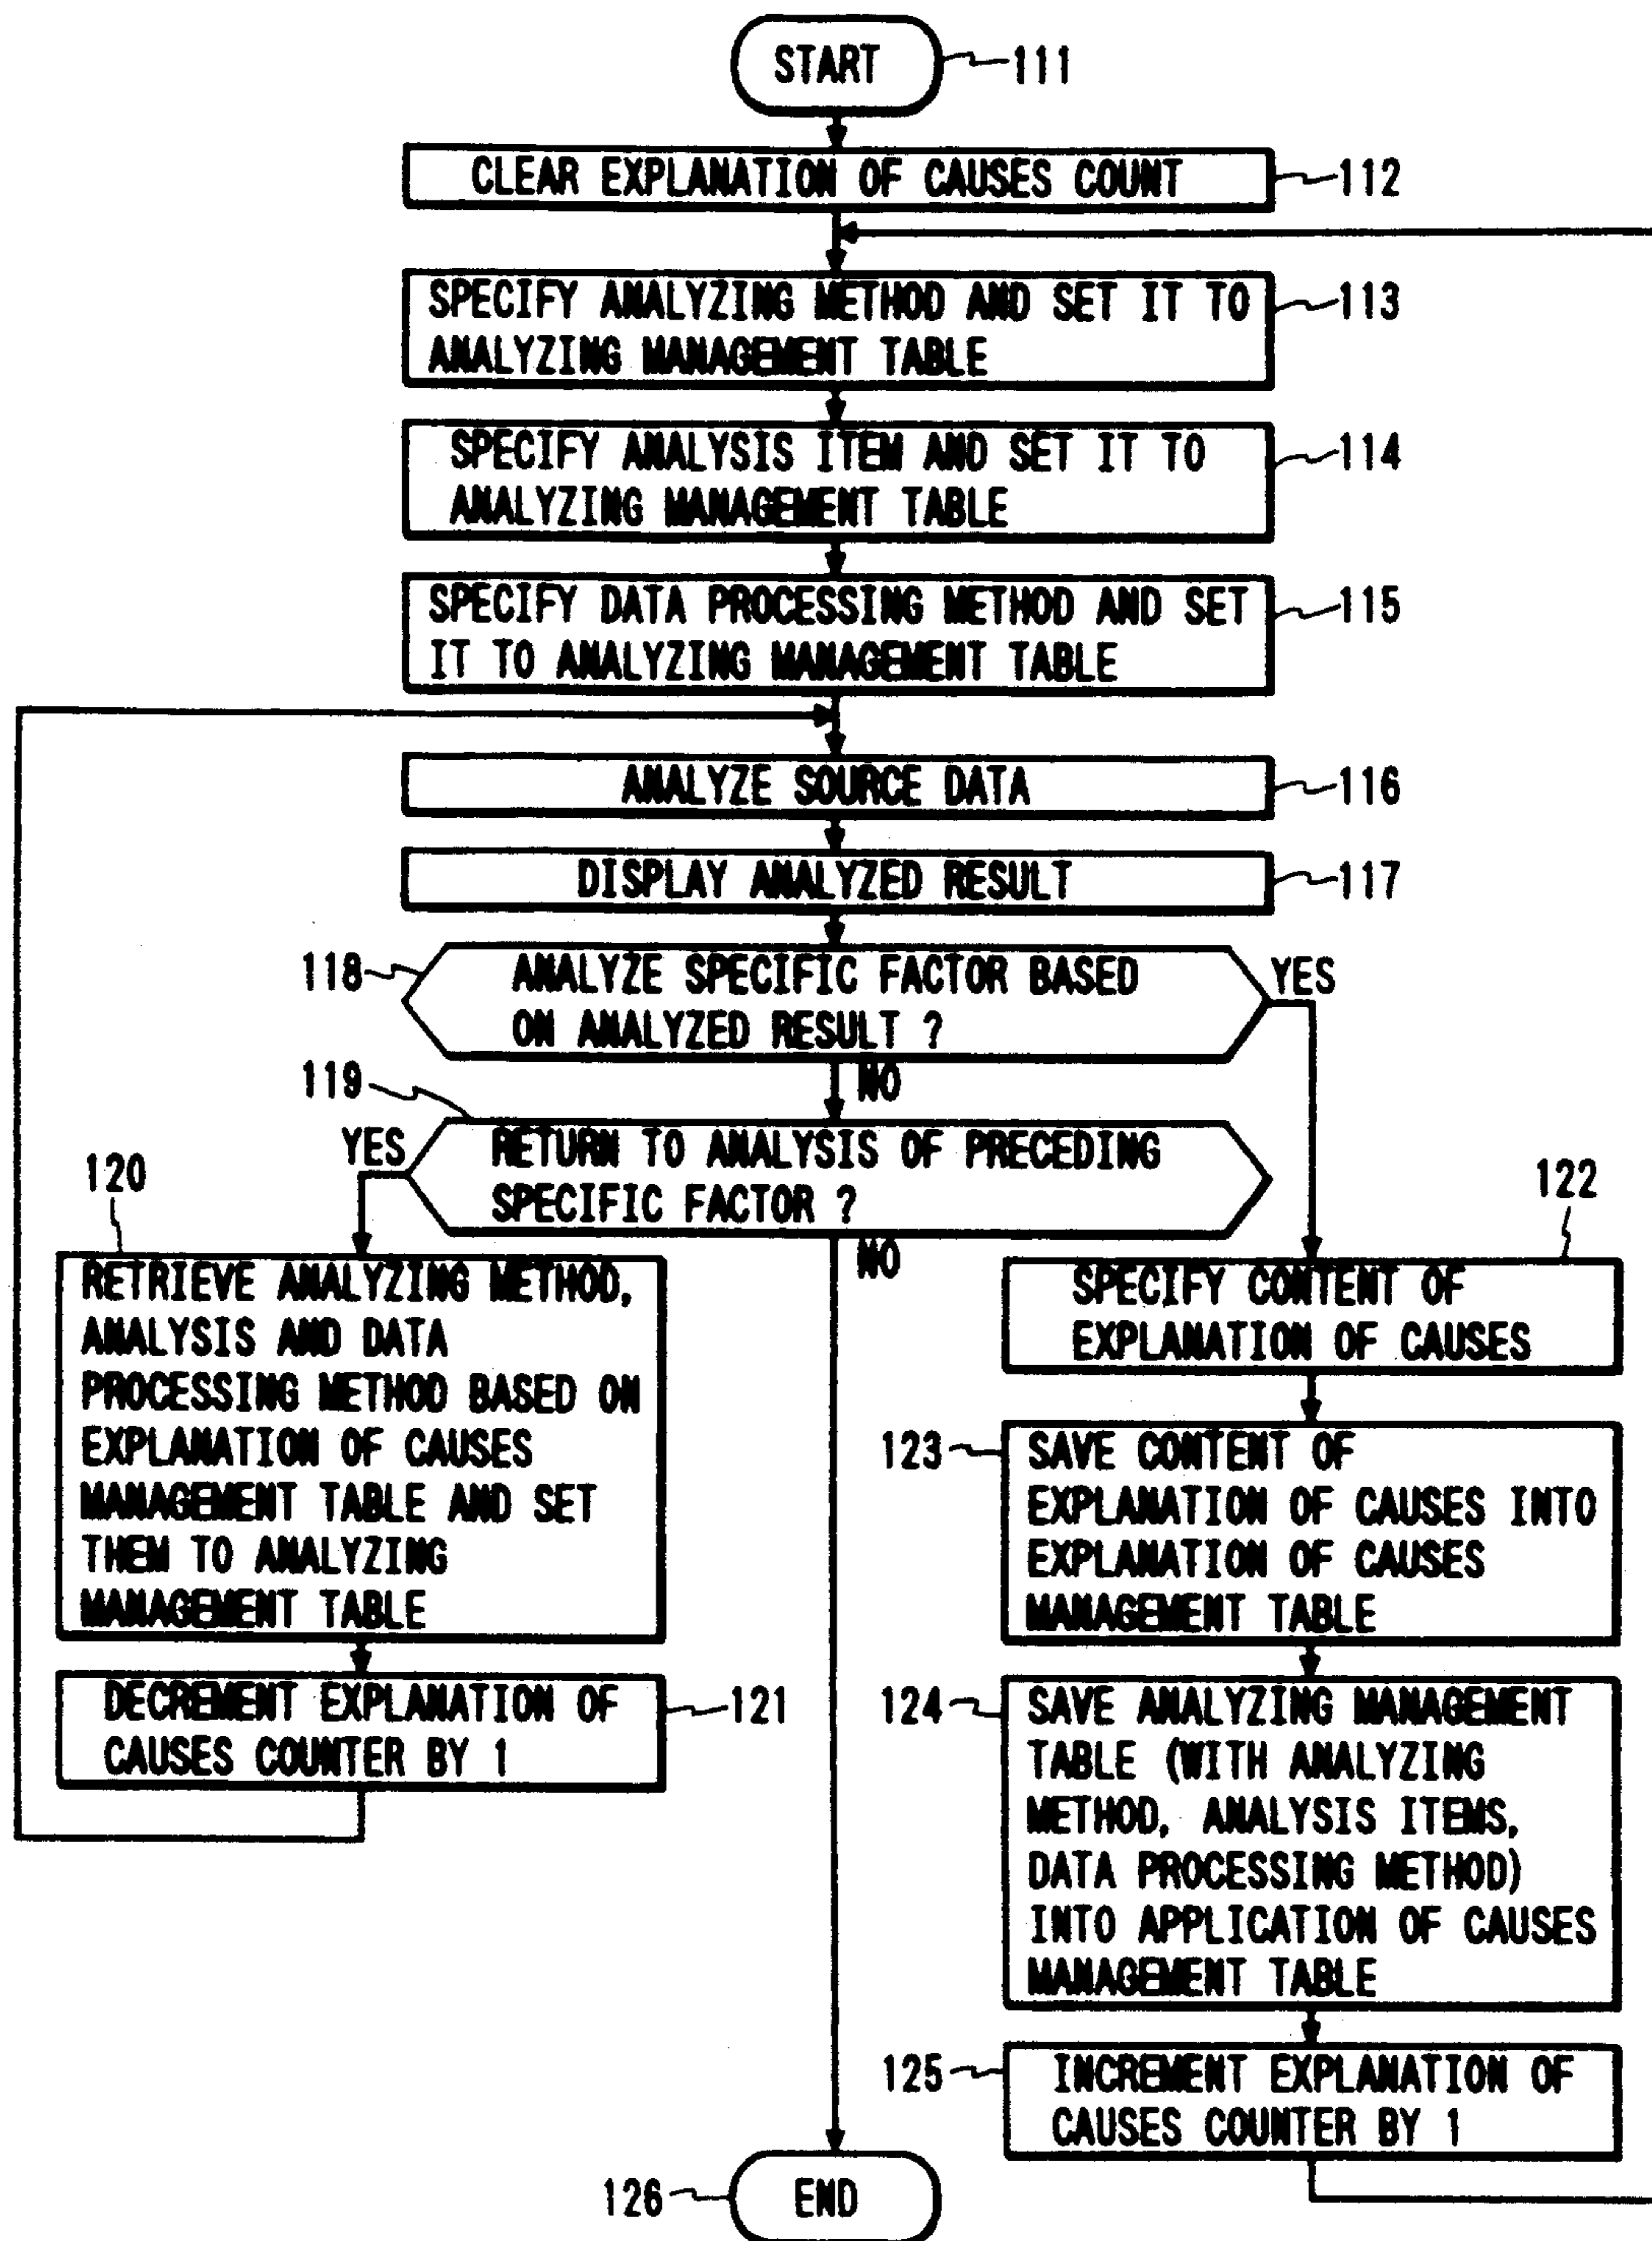 START
111
CLEAR EXPLANATION OF CAUSES COUNT
112
SPECIFY ANALYZING METHOD AND SET IT TO
ANALYZING MANAGEMENT TABLE
113
SPECIFY ANALYSIS ITEM AND SET IT TO
ANALYZING MANAGEMENT TABLE
114
SPECIFY DATA PROCESSING METHOD AND SET
IT TO ANALYZING MANAGEMENT TABLE
115
ANALYZE SOURCE DATA
116
DISPLAY ANALYZED RESULT
117
118
ANALYZE SPECIFIC FACTOR BASED
ON ANALYZED RESULT ?
YES
NO
119
RETURN TO ANALYSIS OF PRECEDING
SPECIFIC FACTOR ?
YES
NO
120
RETRIEVE ANALYZING METHOD,
ANALYSIS AND DATA
PROCESSING METHOD BASED ON
EXPLANATION OF CAUSES
MANAGEMENT TABLE AND SET
THEM TO ANALYZING
MANAGEMENT TABLE
DECREMENT EXPLANATION OF
CAUSES COUNTER BY 1
121
122
SPECIFY CONTENT OF
EXPLANATION OF CAUSES
123
SAVE CONTENT OF
EXPLANATION OF CAUSES INTO
EXPLANATION OF CAUSES
MANAGEMENT TABLE
124
SAVE ANALYZING MANAGEMENT
TABLE (WITH ANALYZING
METHOD, ANALYSIS ITEMS,
DATA PROCESSING METHOD)
INTO APPLICATION OF CAUSES
MANAGEMENT TABLE
125
INCREMENT EXPLANATION OF
CAUSES COUNTER BY 1
126
END